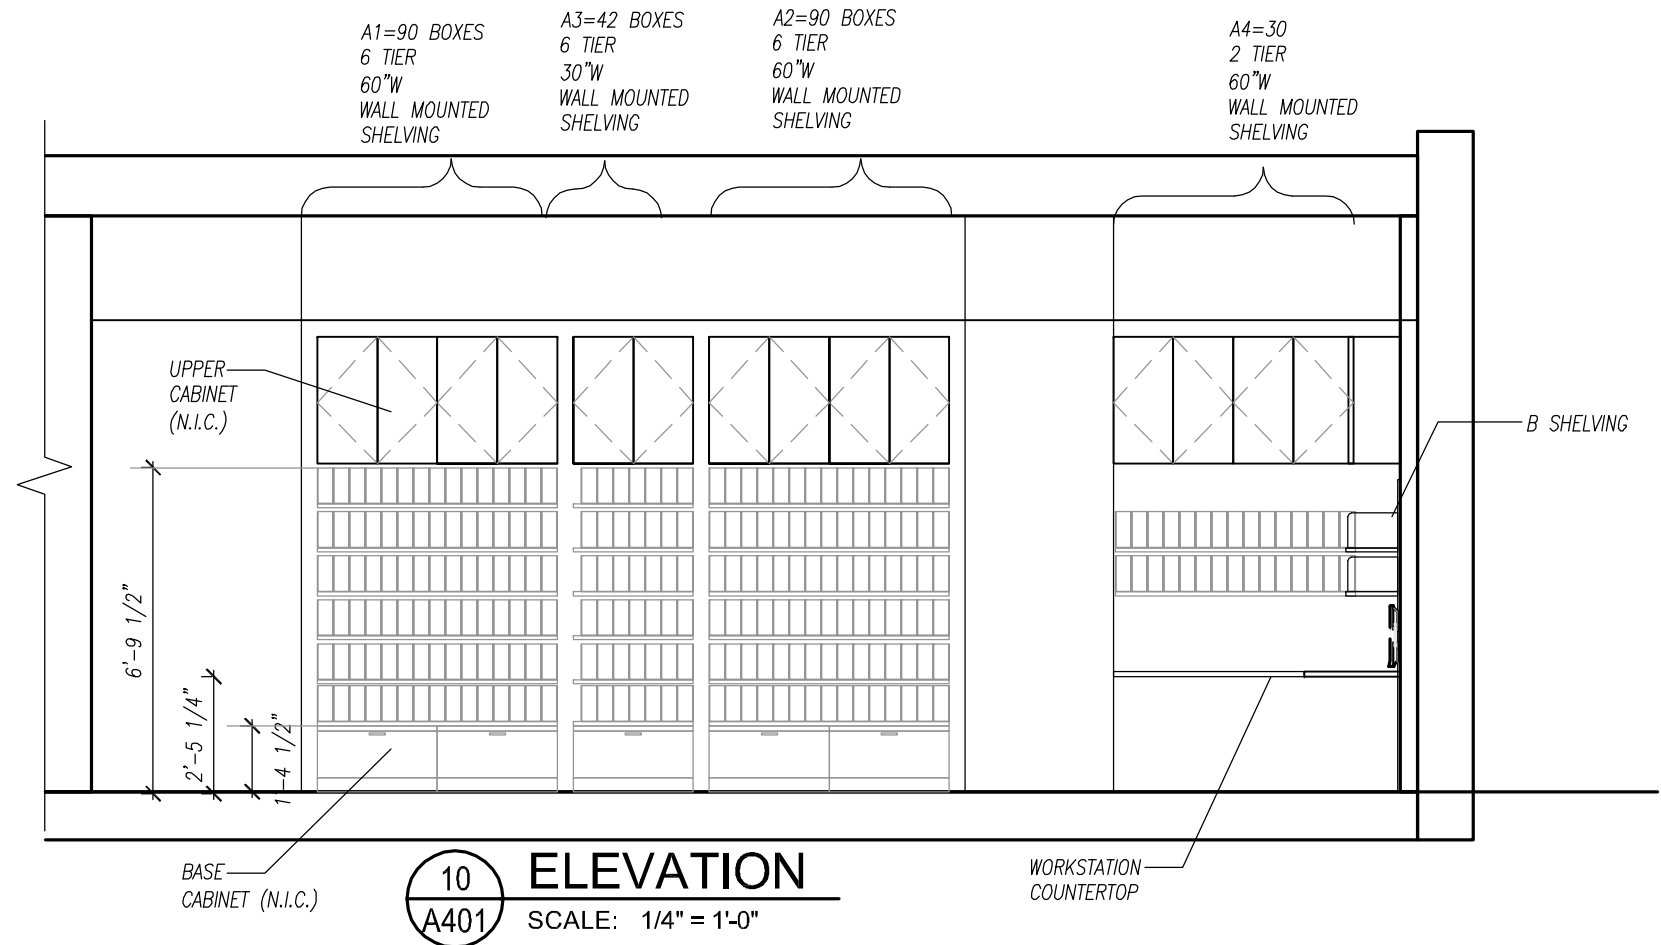 A1=90 BOXES
6 TIER
60"W
WALL MOUNTED
SHELVING
A3=42 BOXES
6 TIER
30"W
WALL MOUNTED
SHELVING
A2=90 BOXES
6 TIER
60"W
WALL MOUNTED
SHELVING
A4=30
2 TIER
60"W
WALL MOUNTED
SHELVING
UPPER
CABINET
(N.I.C.)
B SHELVING
6'-9 1/2"
2'-5 1/4"
1'-4 1/2"
BASE
CABINET (N.I.C.)
WORKSTATION
COUNTERTOP
10
A401
ELEVATION
SCALE: 1/4" = 1'-0"